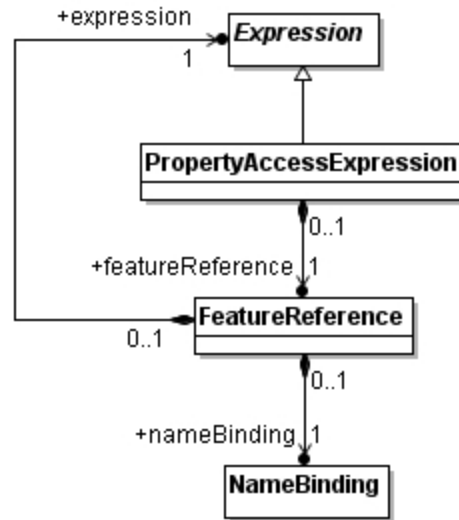 +expression
Expression
1
PropertyAccessExpression
0..1
+featureReference
1
FeatureReference
0..1
0..1
+nameBinding
1
NameBinding